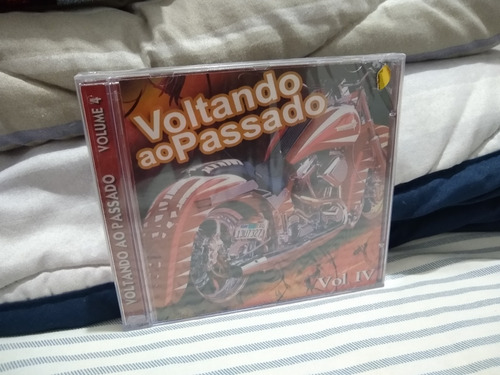 Voltando
ao Passado
Vol IV
VOLTANDO AO PASSADO VOLUME 4